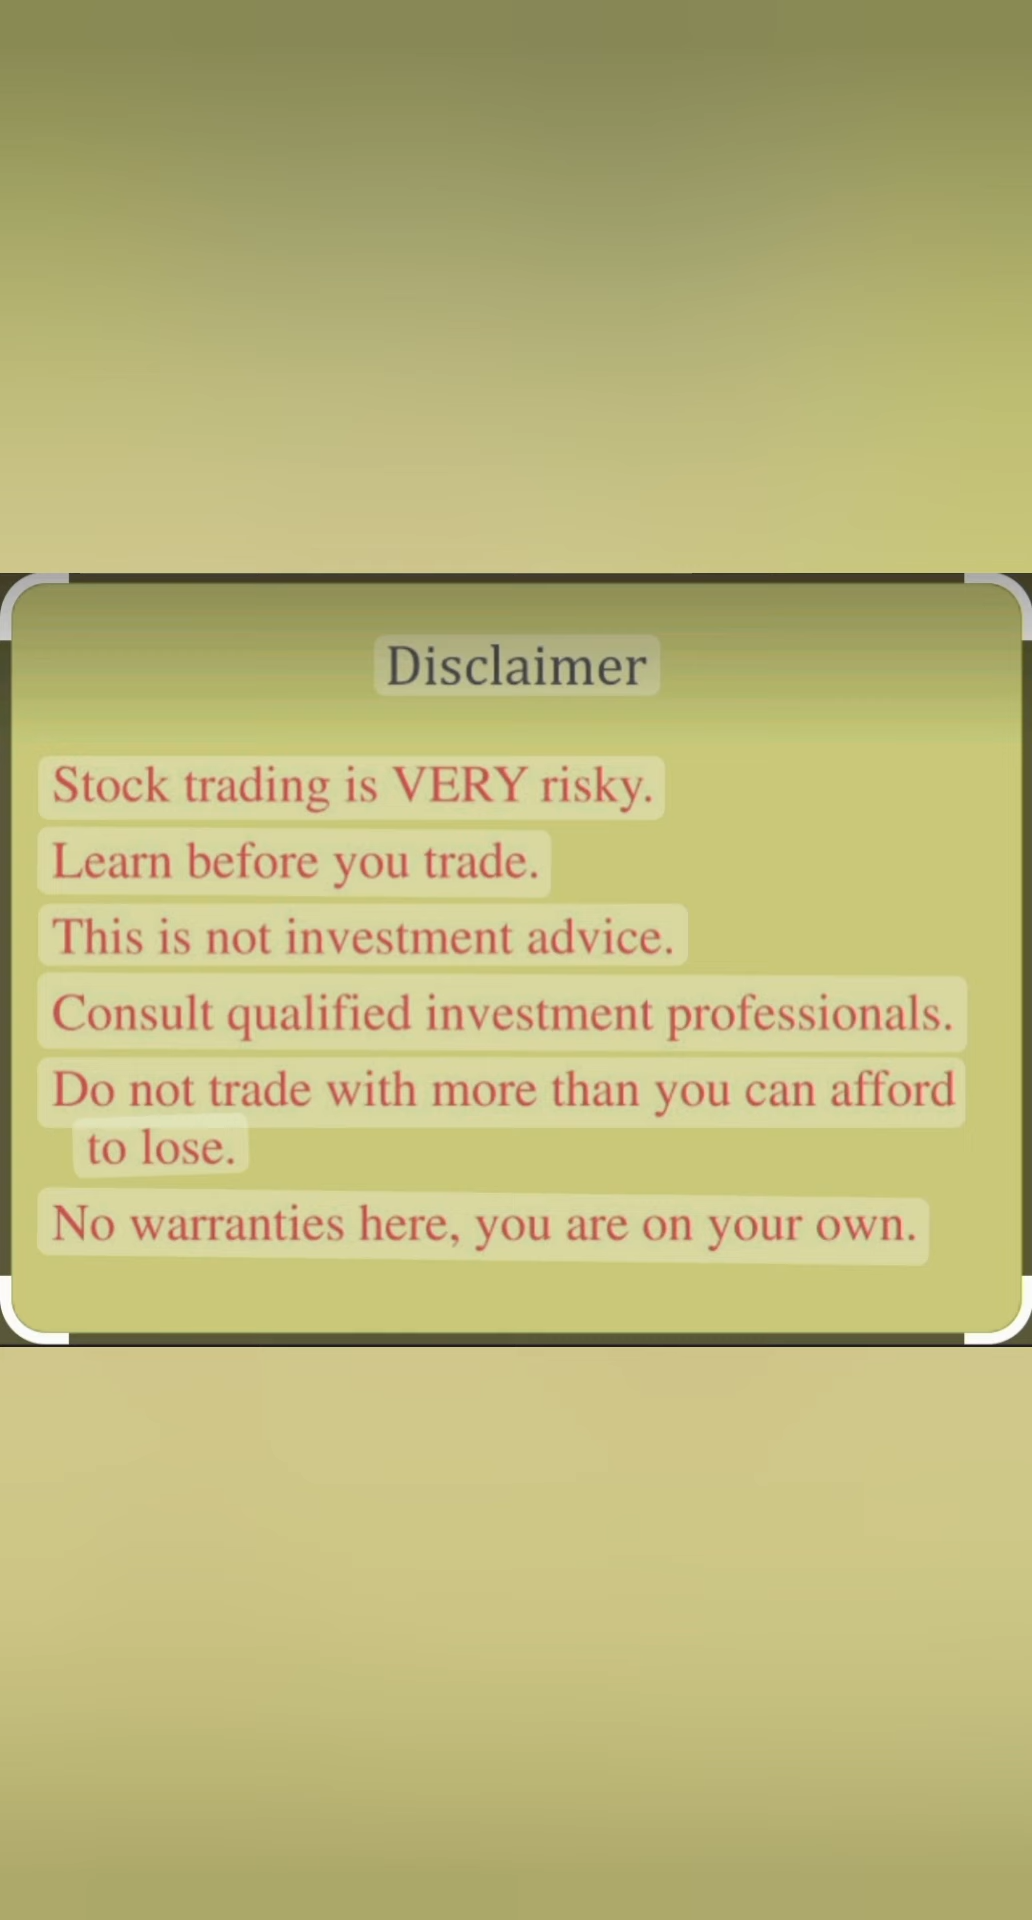 Disclaimer
Stock trading is VERY risky.
Learn before you trade.
This is not investment advice.
Consult qualified investment professionals.
Do not trade with more than you can afford
to lose.
No warranties here, you are on your own.